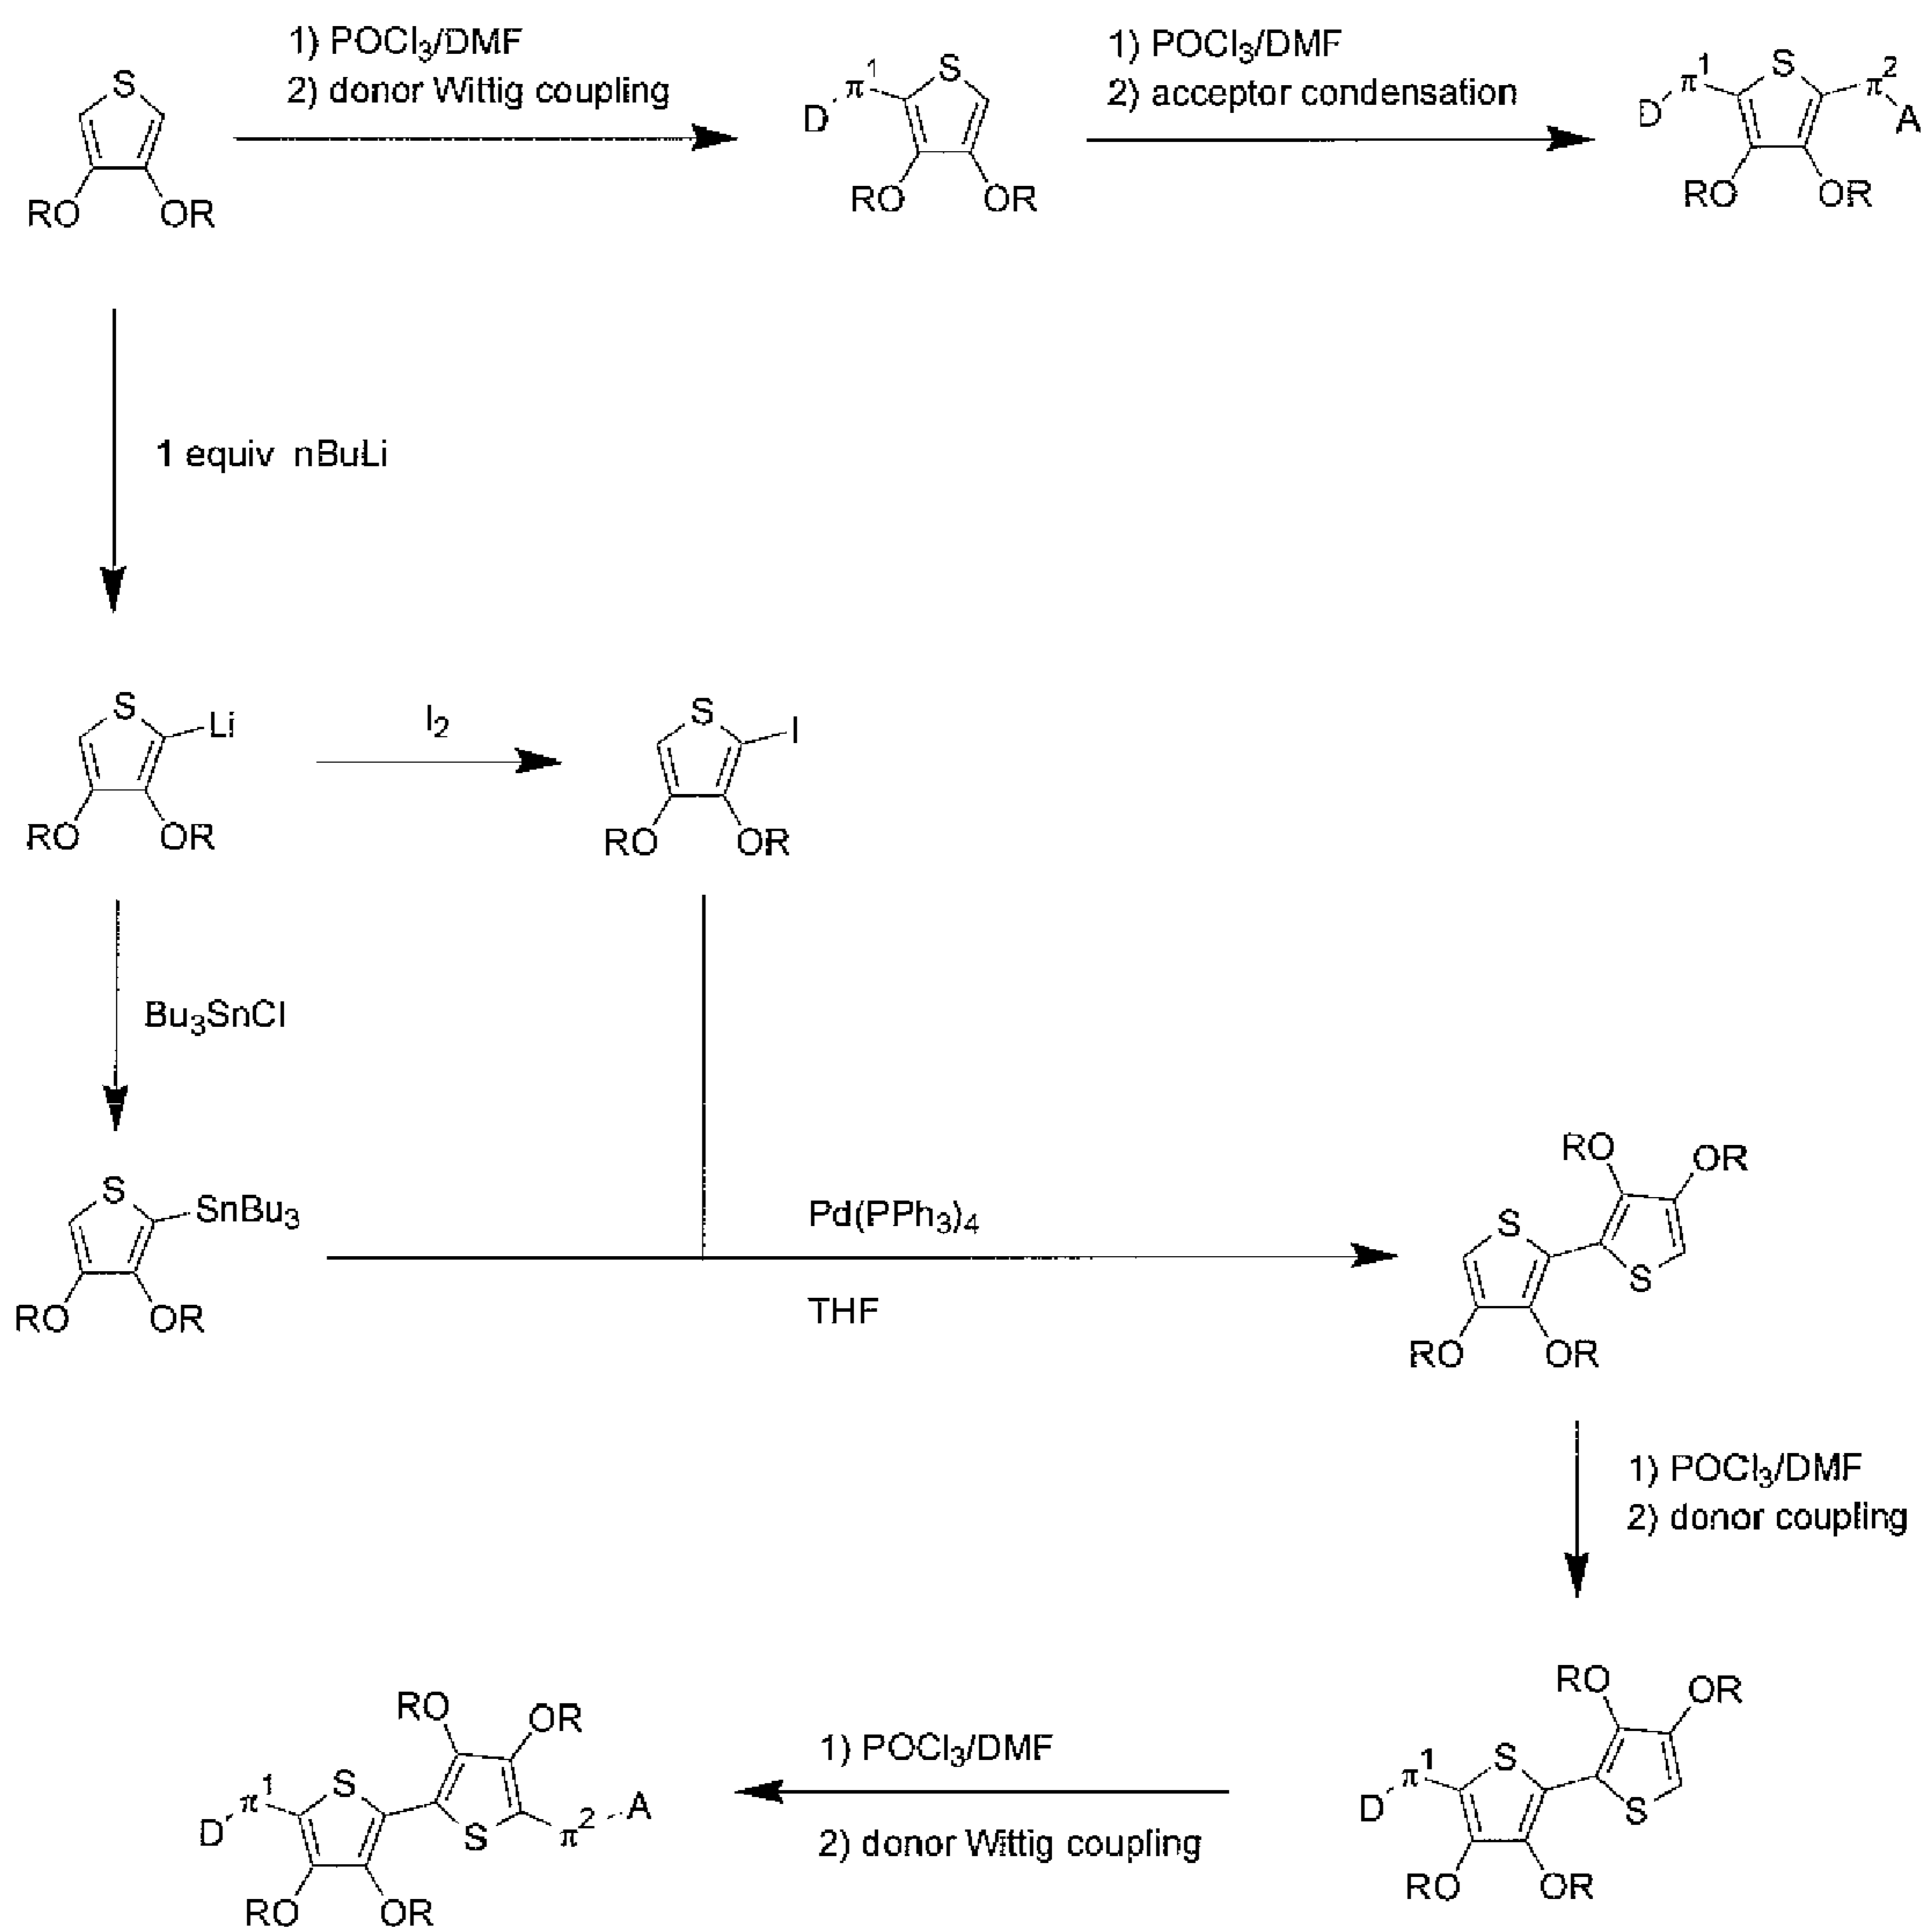 1) POCl3/DMF
2) donor Wittig coupling
1) POCl3/DMF
2) acceptor condensation
S
RO OR
D π1 S
RO OR
D π1 S π2 A
RO OR
1 equiv nBuLi
S Li
RO OR
I2
S I
RO OR
Bu3SnCl
S SnBu3
RO OR
Pd(PPh3)4
THF
RO OR
S
S
RO OR
1) POCl3/DMF
2) donor coupling
RO OR
D π1 S
S
RO OR
1) POCl3/DMF
2) donor Wittig coupling
RO OR
D π1 S
S π2 A
RO OR